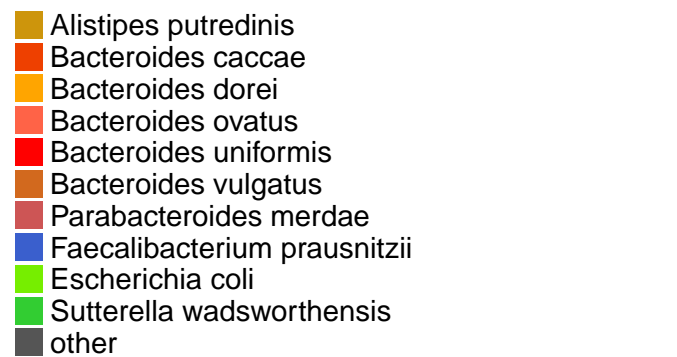 Alistipes putredinis
Bacteroides caccae
Bacteroides dorei
Bacteroides ovatus
Bacteroides uniformis
Bacteroides vulgatus
Parabacteroides merdae
Faecalibacterium prausnitzii
Escherichia coli
Sutterella wadsworthensis
other